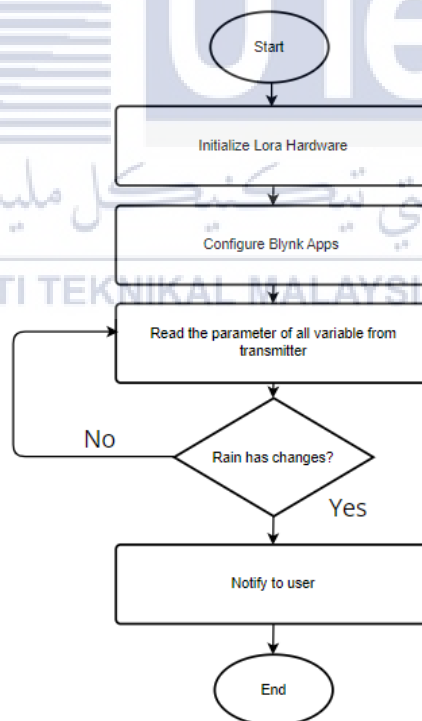 Start
Initialize Lora Hardware
Configure Blynk Apps
TI TEKNIKAL MALAYSI
Read the parameter of all variable from
transmitter
Rain has changes?
No
Yes
Notify to user
End